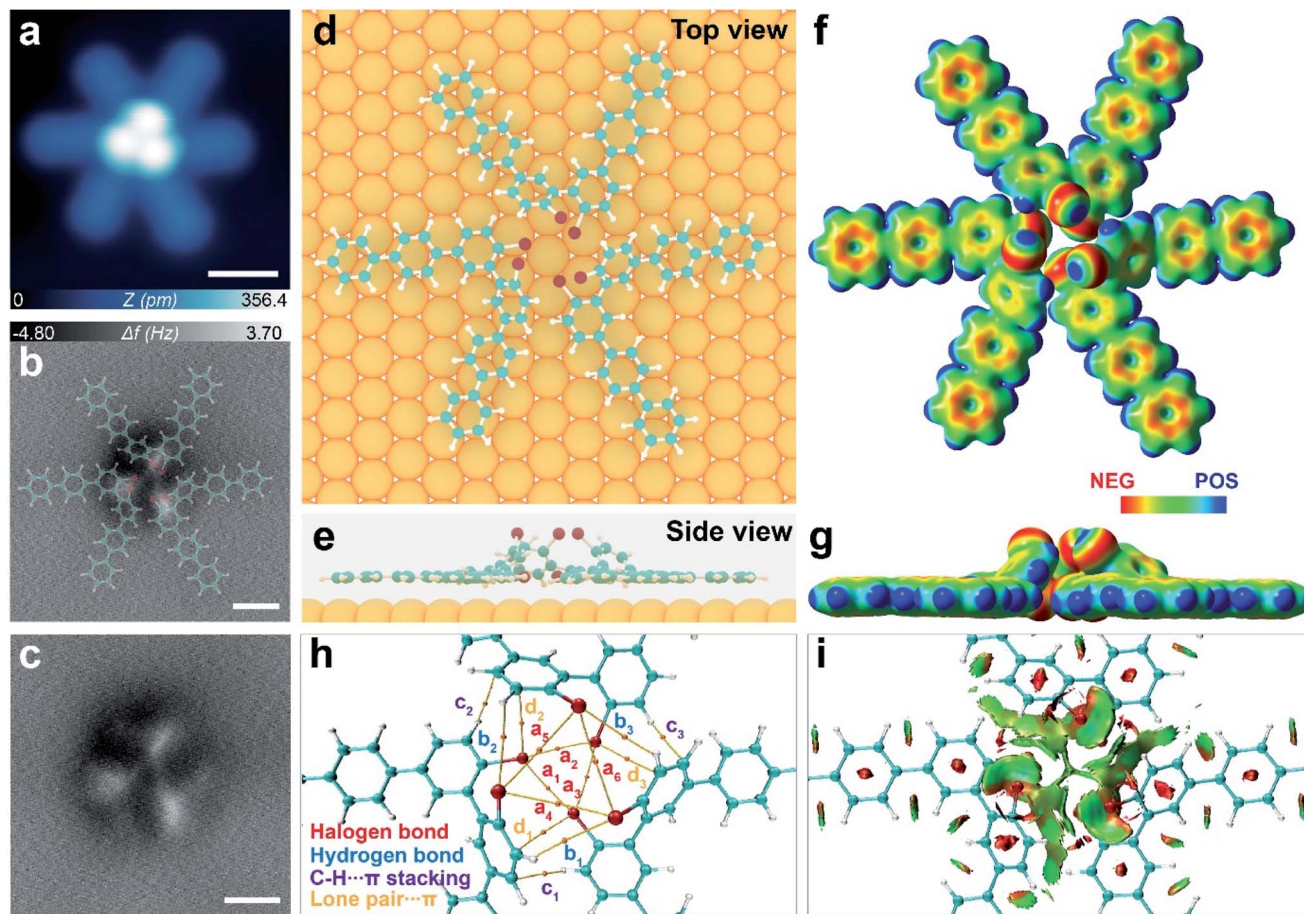 a
0 Z (pm) 356.4
-4.80 Δf (Hz) 3.70
b
c
d
Top view
e
Side view
f
NEG POS
g
h
c₂
b₂
d₂
a₅
b₃
c₃
a₂
a₁
a₃
a₆
d₃
a₄
d₁
b₁
c₁
Halogen bond
Hydrogen bond
C-H···π stacking
Lone pair···π
i